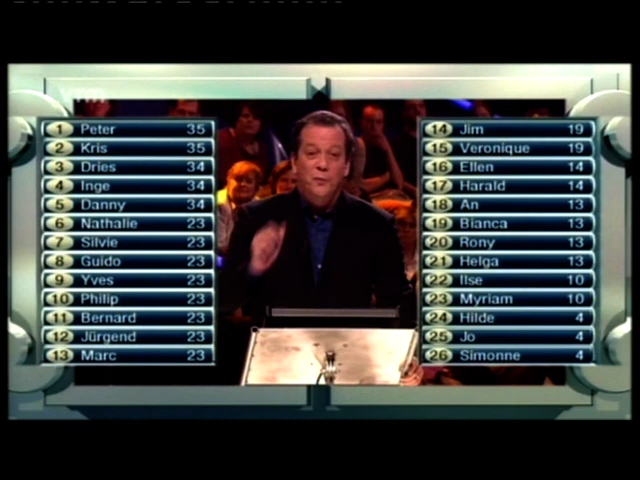 vtm
1 Peter 35
2 Kris 35
3 Dries 34
4 Inge 34
5 Danny 34
6 Nathalie 23
7 Silvie 23
8 Guido 23
9 Yves 23
10 Philip 23
11 Bernard 23
12 Jürgend 23
13 Marc 23
14 Jim 19
15 Veronique 19
16 Ellen 14
17 Harald 14
18 An 13
19 Bianca 13
20 Rony 13
21 Helga 13
22 Ilse 10
23 Myriam 10
24 Hilde 4
25 Jo 4
26 Simonne 4